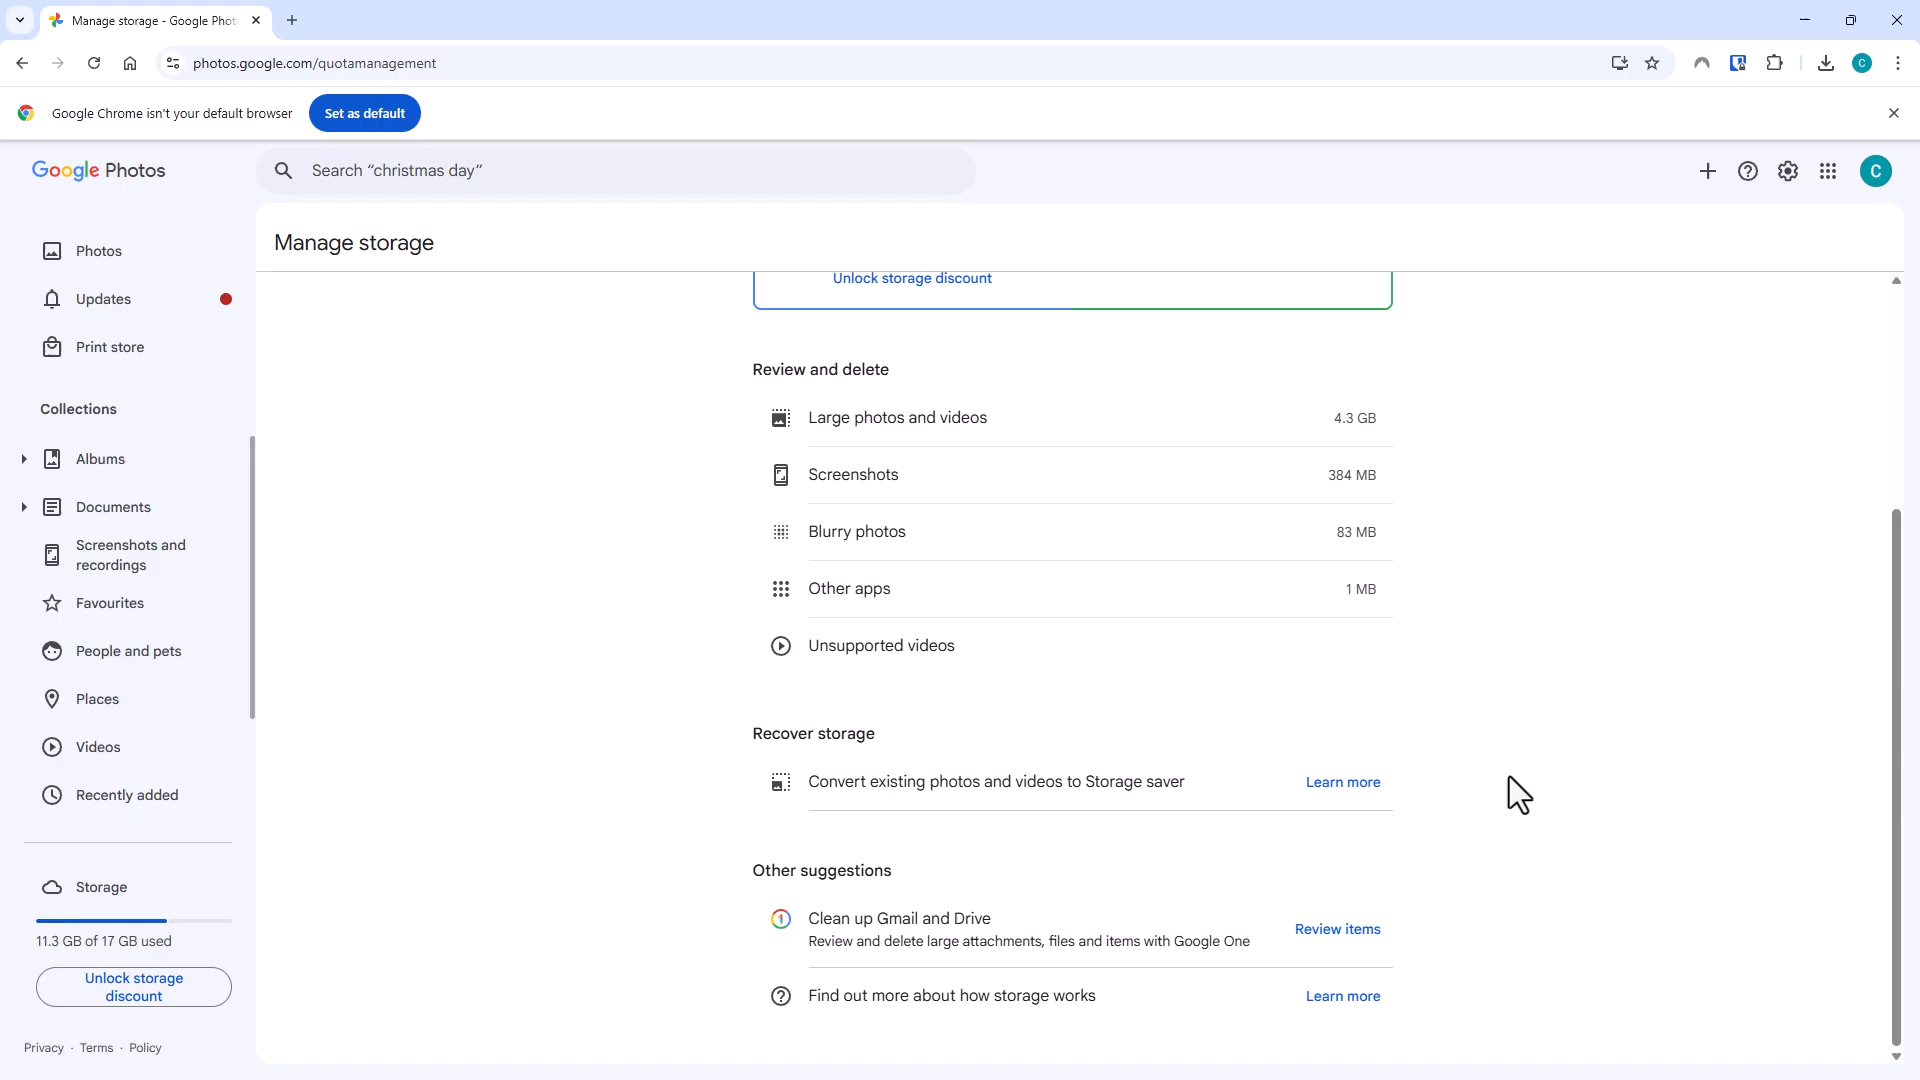 Manage storage - Google Phot
photos.google.com/quotamanagement
C
Google Chrome isn't your default browser
Set as default
Google Photos
Search “christmas day”
C
Photos
Updates
Print store
Collections
Albums
Documents
Screenshots and
recordings
Favourites
People and pets
Places
Videos
Recently added
Storage
11.3 GB of 17 GB used
Unlock storage
discount
Privacy · Terms · Policy
Manage storage
Unlock storage discount
Review and delete
Large photos and videos 4.3 GB
Screenshots 384 MB
Blurry photos 83 MB
Other apps 1 MB
Unsupported videos
Recover storage
Convert existing photos and videos to Storage saver Learn more
Other suggestions
Clean up Gmail and Drive
Review and delete large attachments, files and items with Google One
Review items
Find out more about how storage works Learn more